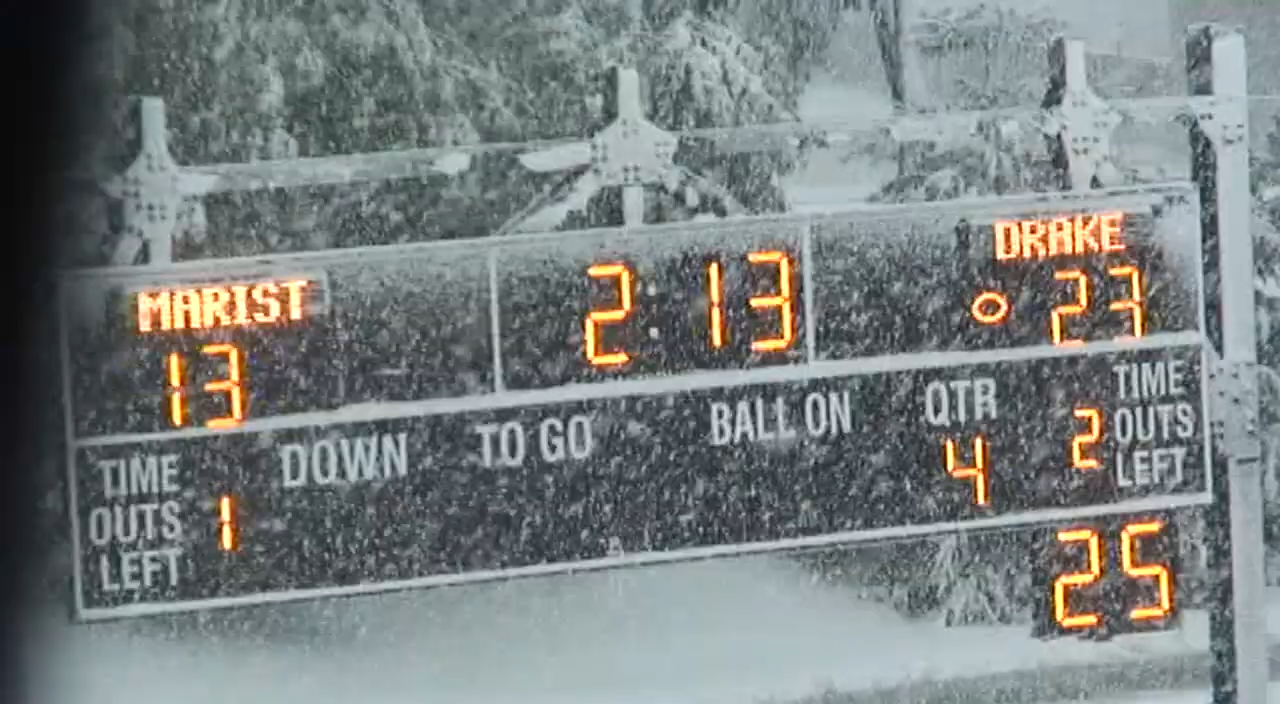 MARIST
13
2:13
DRAKE
23
TIME OUTS LEFT
1
DOWN
TO GO
BALL ON
QTR
4
2
TIME OUTS LEFT
25